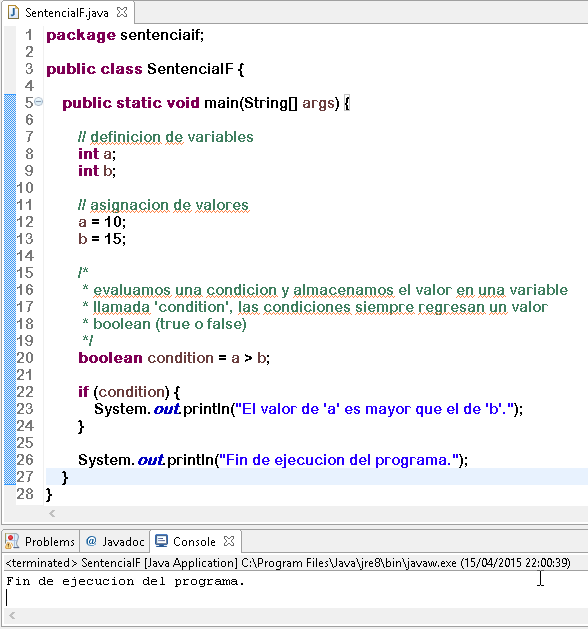 SentenciaIF.java
1 package sentenciaif;
2
3 public class SentenciaIF {
4
5 public static void main(String[] args) {
6
7 // definicion de variables
8 int a;
9 int b;
10
11 // asignacion de valores
12 a = 10;
13 b = 15;
14
15 /*
16 * evaluamos una condicion y almacenamos el valor en una variable
17 * llamada 'condition', las condiciones siempre regresan un valor
18 * boolean (true o false)
19 */
20 boolean condition = a > b;
21
22 if (condition) {
23 System.out.println("El valor de 'a' es mayor que el de 'b'.");
24 }
25
26 System.out.println("Fin de ejecucion del programa.");
27 }
28 }
Problems @ Javadoc Console
<terminated> SentenciaIF [Java Application] C:\Program Files\Java\jre8\bin\javaw.exe (15/04/2015 22:00:39)
Fin de ejecucion del programa.